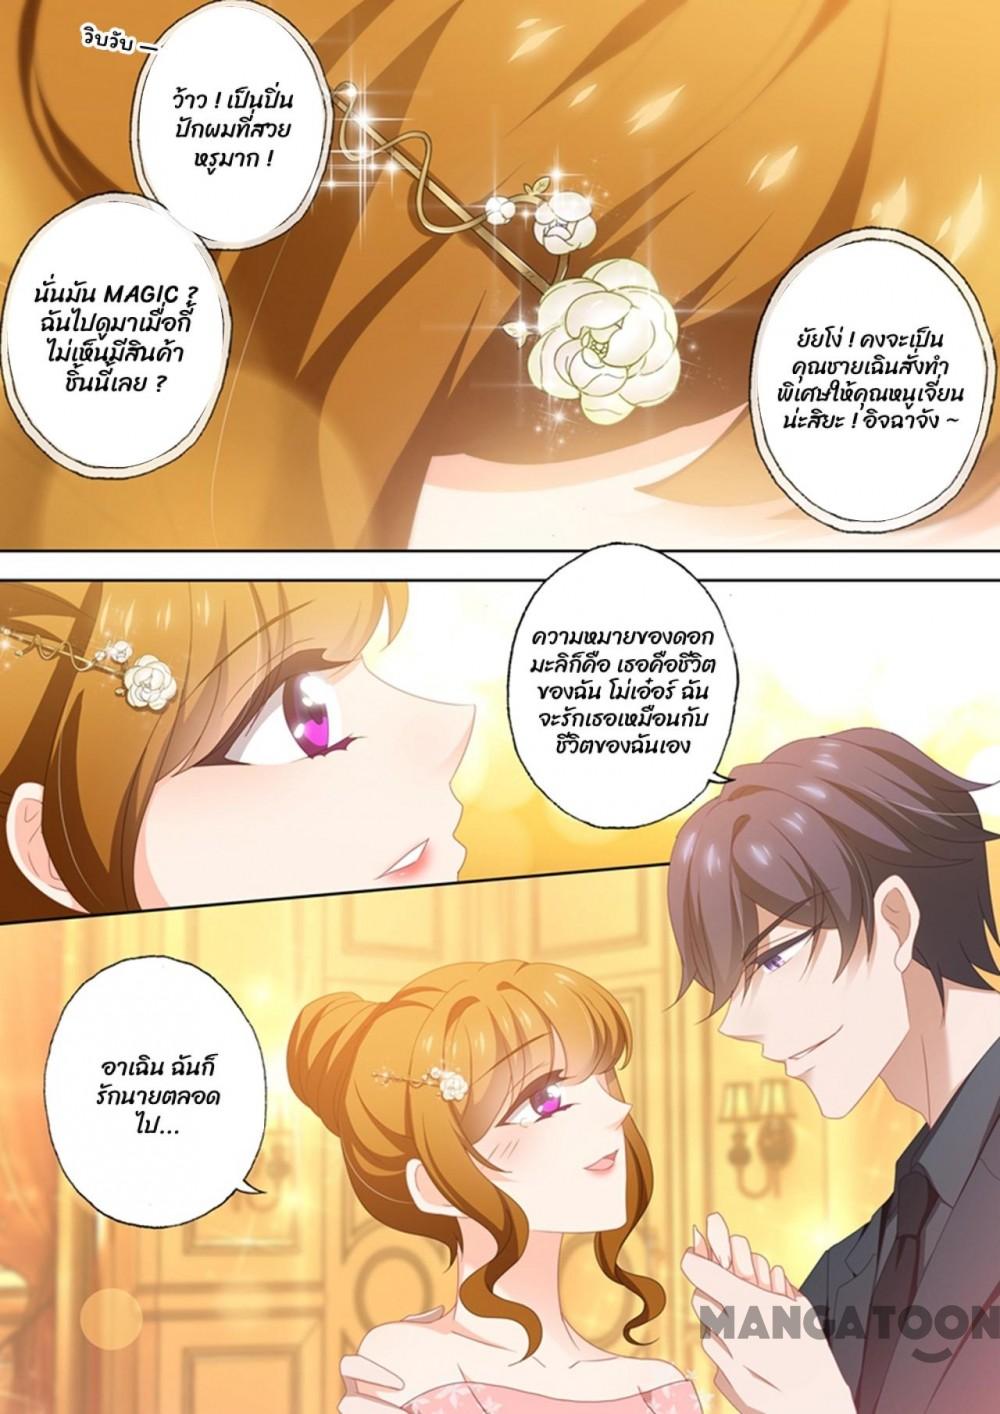 วิบวับ —
ว้าว ! เป็นปิ่น
ปักผมที่สวย
หรูมาก !
นั่นมัน MAGIC ?
ฉันไปดูมาเมื่อกี้
ไม่เห็นมีสินค้า
ชิ้นนี้เลย ?
ยัยโง่ ! คงจะเป็น
คุณชายเฉินสั่งทำ
พิเศษให้คุณหนูเจี่ยน
น่ะสิยะ ! อิจฉาจัง ~
ความหมายของดอก
มะลิก็คือ เธอคือชีวิต
ของฉัน โม่เอ๋อร์ ฉัน
จะรักเธอเหมือนกับ
ชีวิตของฉันเอง
อาเฉิน ฉันก็
รักนายตลอด
ไป...
MANGATOON